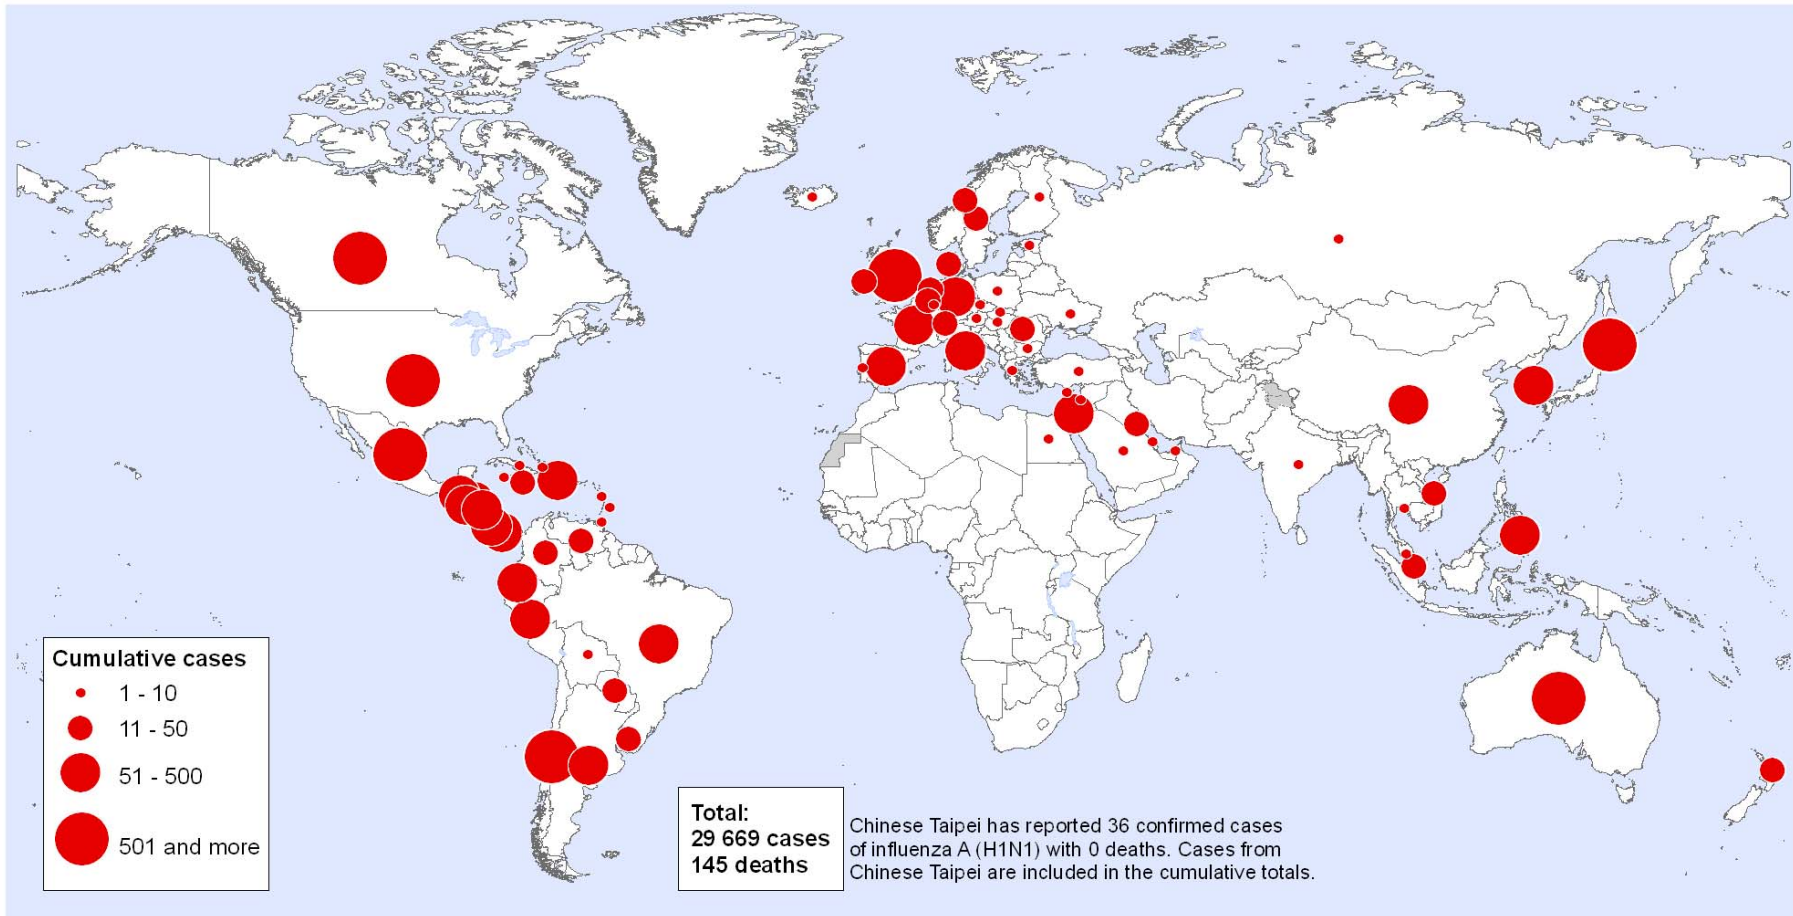 Cumulative cases
1 - 10
11 - 50
51 - 500
501 and more
Total:
29 669 cases
145 deaths
Chinese Taipei has reported 36 confirmed cases
of influenza A (H1N1) with 0 deaths. Cases from
Chinese Taipei are included in the cumulative totals.